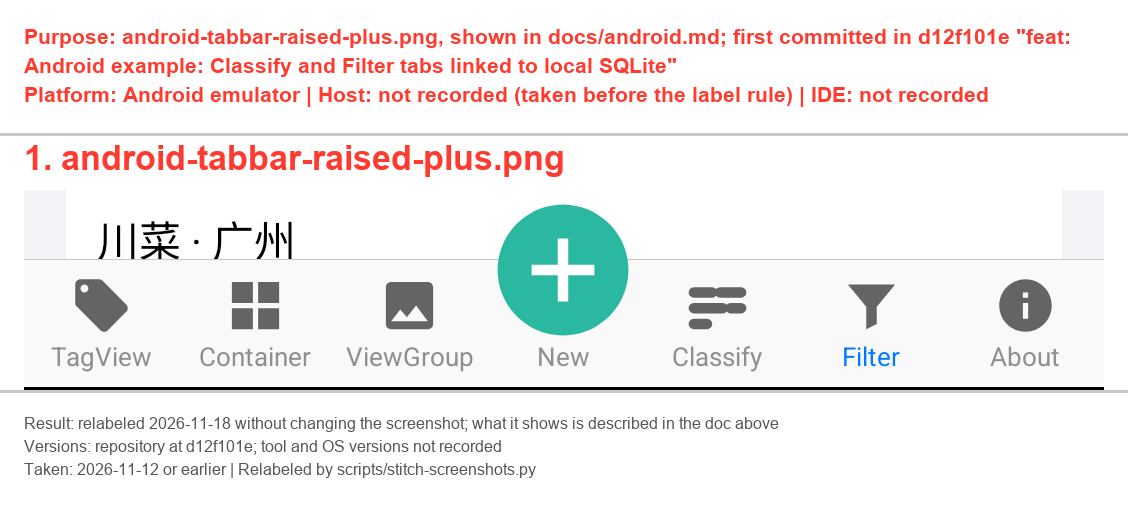 Purpose: android-tabbar-raised-plus.png, shown in docs/android.md; first committed in d12f101e "feat:
Android example: Classify and Filter tabs linked to local SQLite"
Platform: Android emulator | Host: not recorded (taken before the label rule) | IDE: not recorded
1. android-tabbar-raised-plus.png
川菜 · 广州
TagView Container ViewGroup New Classify Filter About
Result: relabeled 2026-11-18 without changing the screenshot; what it shows is described in the doc above
Versions: repository at d12f101e; tool and OS versions not recorded
Taken: 2026-11-12 or earlier | Relabeled by scripts/stitch-screenshots.py